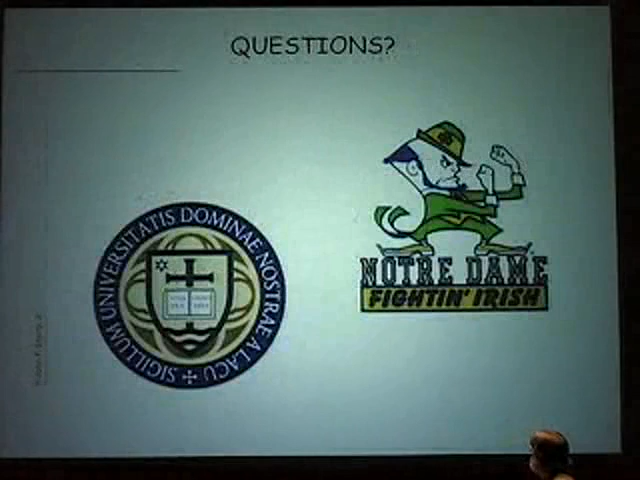 QUESTIONS?
SIGILLUM UNIVERSITATIS DOMINAE NOSTRAE A LACU
NOTRE DAME
FIGHTIN' IRISH